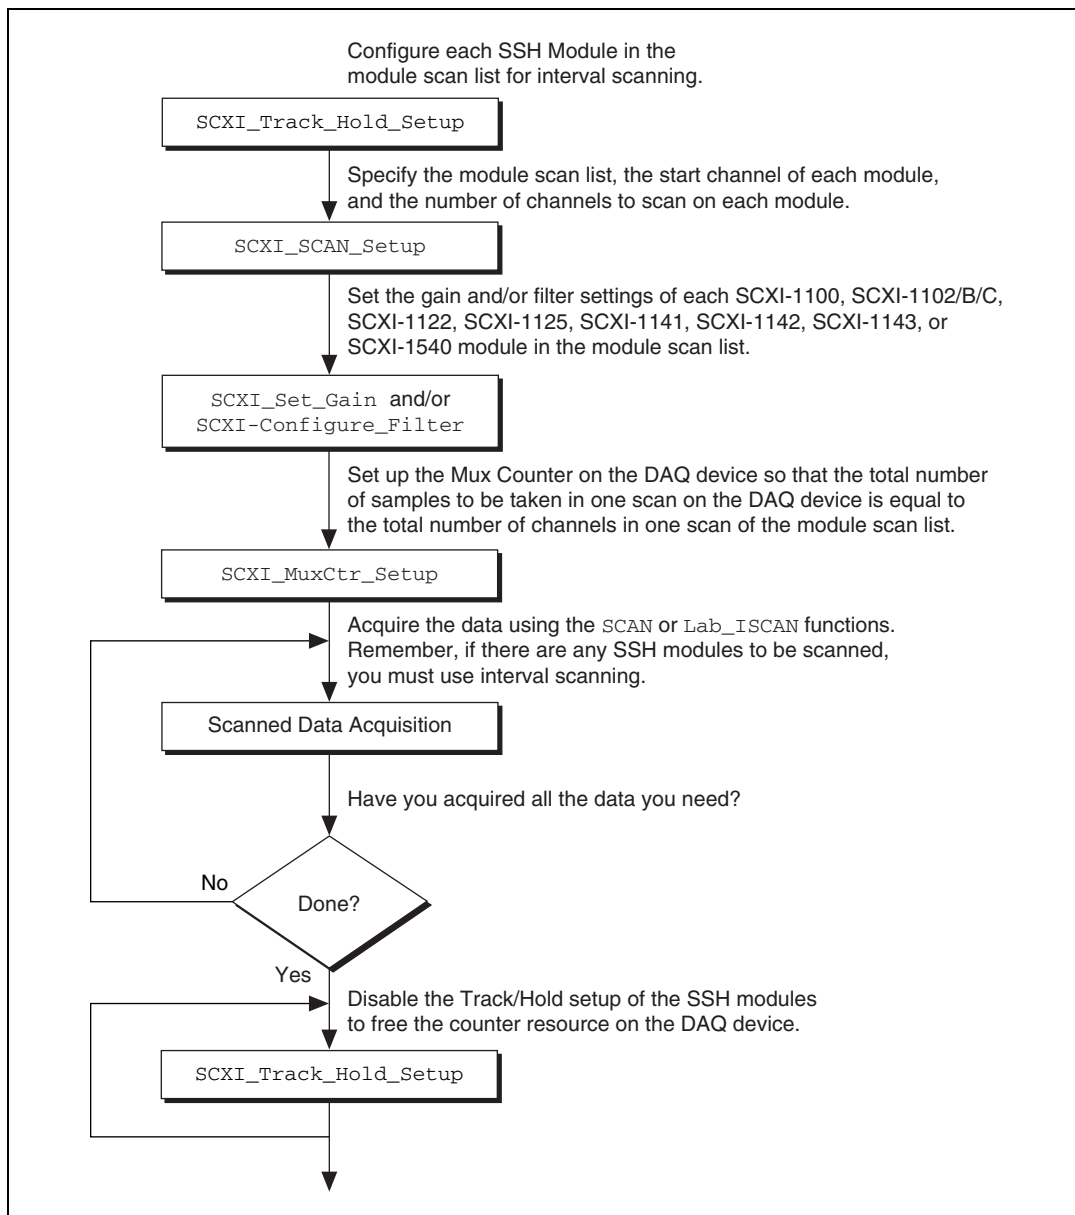 Configure each SSH Module in the
module scan list for interval scanning.
SCXI_Track_Hold_Setup
Specify the module scan list, the start channel of each module,
and the number of channels to scan on each module.
SCXI_SCAN_Setup
Set the gain and/or filter settings of each SCXI-1100, SCXI-1102/B/C,
SCXI-1122, SCXI-1125, SCXI-1141, SCXI-1142, SCXI-1143, or
SCXI-1540 module in the module scan list.
SCXI_Set_Gain and/or
SCXI-Configure_Filter
Set up the Mux Counter on the DAQ device so that the total number
of samples to be taken in one scan on the DAQ device is equal to
the total number of channels in one scan of the module scan list.
SCXI_MuxCtr_Setup
Acquire the data using the SCAN or Lab_ISCAN functions.
Remember, if there are any SSH modules to be scanned,
you must use interval scanning.
Scanned Data Acquisition
Have you acquired all the data you need?
No
Done?
Yes
Disable the Track/Hold setup of the SSH modules
to free the counter resource on the DAQ device.
SCXI_Track_Hold_Setup